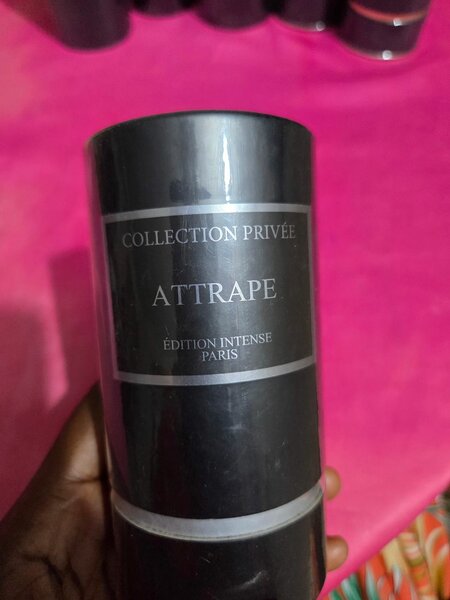 COLLECTION PRIVÉE
ATTRAPE
ÉDITION INTENSE
PARIS